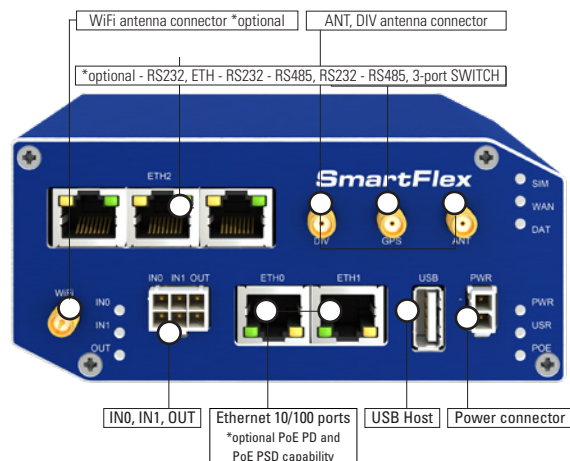 WiFi antenna connector *optional
ANT, DIV antenna connector
*optional - RS232, ETH - RS232 - RS485, RS232 - RS485, 3-port SWITCH
ETH2
SmartFlex
SIM
WAN
DAT
DIV
GPS
ANT
WiFi
IN0
IN1
OUT
IN0 IN1 OUT
ETH0
ETH1
USB
PWR
PWR
USR
POE
IN0, IN1, OUT
Ethernet 10/100 ports
*optional PoE PD and
PoE PSD capability
USB Host
Power connector